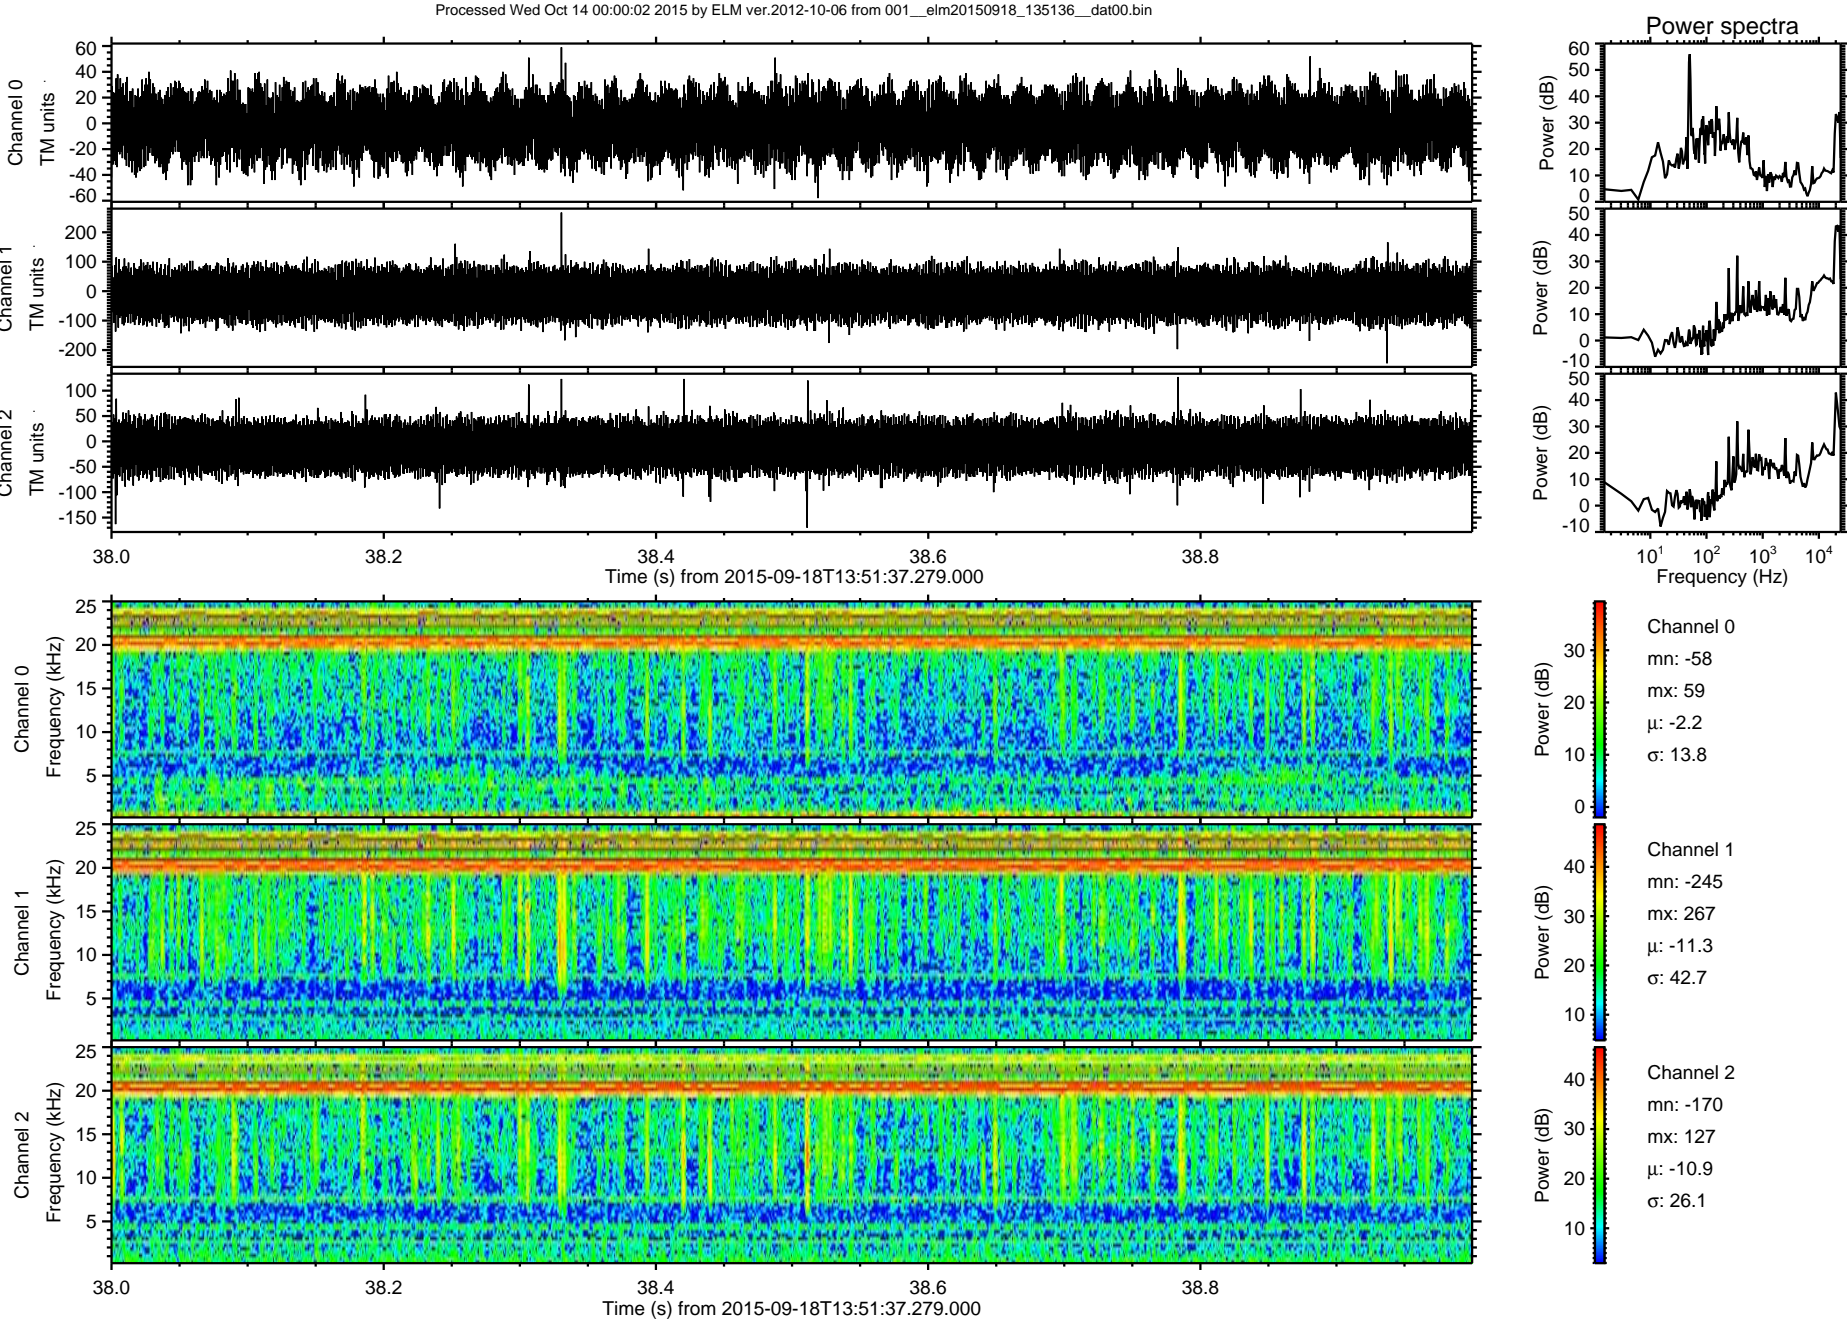 Processed Wed Oct 14 00:00:02 2015 by ELM ver.2012-10-06 from 001__elm20150918_135136__dat00.bin
Power spectra
Channel 0
TM units
60
40
20
0
-20
-40
-60
Power (dB)
60
50
40
30
20
10
0
Channel 1
TM units
200
100
0
-100
-200
Power (dB)
50
40
30
20
10
0
-10
Channel 2
TM units
100
50
0
-50
-100
-150
Power (dB)
50
40
30
20
10
0
-10
38.0 38.2 38.4 38.6 38.8
Time (s) from 2015-09-18T13:51:37.279.000
10^1 10^2 10^3 10^4
Frequency (Hz)
Channel 0
Frequency (kHz)
25
20
15
10
5
Power (dB)
30
20
10
0
Channel 0
mn: -58
mx: 59
μ: -2.2
σ: 13.8
Channel 1
Frequency (kHz)
25
20
15
10
5
Power (dB)
40
30
20
10
Channel 1
mn: -245
mx: 267
μ: -11.3
σ: 42.7
Channel 2
Frequency (kHz)
25
20
15
10
5
Power (dB)
40
30
20
10
Channel 2
mn: -170
mx: 127
μ: -10.9
σ: 26.1
38.0 38.2 38.4 38.6 38.8
Time (s) from 2015-09-18T13:51:37.279.000